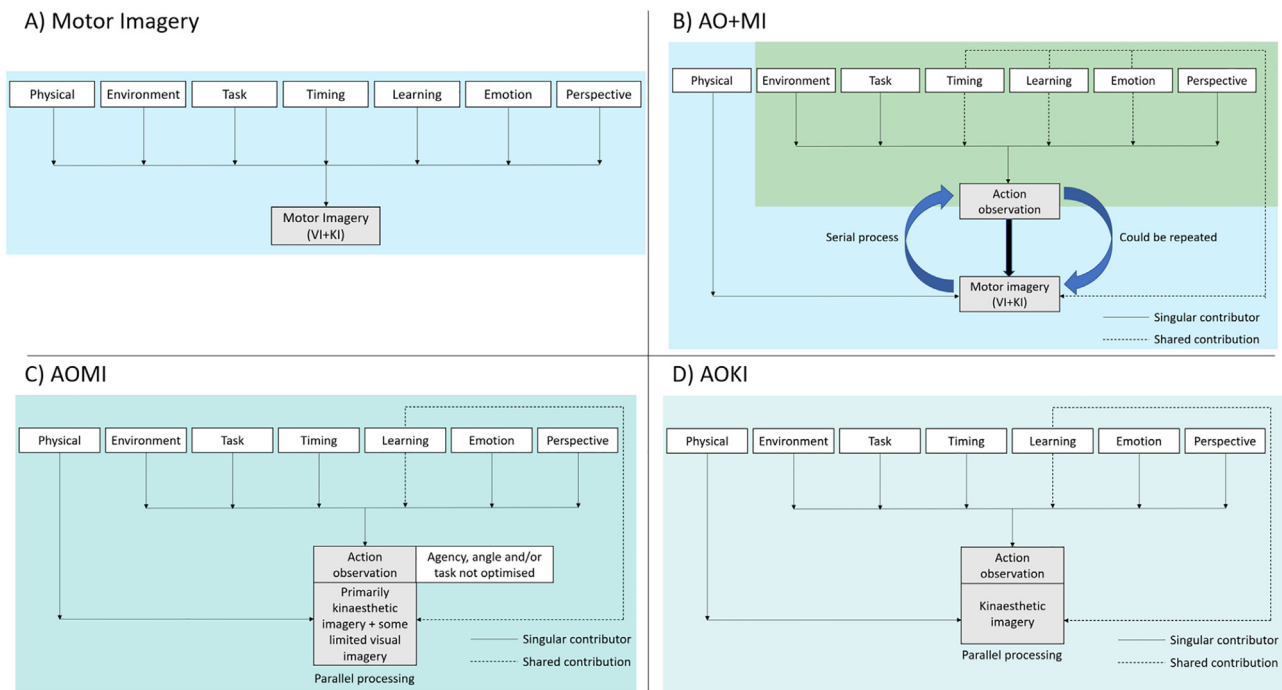 A) Motor Imagery
Physical
Environment
Task
Timing
Learning
Emotion
Perspective
Motor Imagery
(VI+KI)
B) AO+MI
Physical
Environment
Task
Timing
Learning
Emotion
Perspective
Action
observation
Serial process
Could be repeated
Motor imagery
(VI+KI)
Singular contributor
Shared contribution
C) AOMI
Physical
Environment
Task
Timing
Learning
Emotion
Perspective
Action
observation
Agency, angle and/or
task not optimised
Primarily
kinaesthetic
imagery + some
limited visual
imagery
Singular contributor
Shared contribution
Parallel processing
D) AOKI
Physical
Environment
Task
Timing
Learning
Emotion
Perspective
Action
observation
Kinaesthetic
imagery
Singular contributor
Shared contribution
Parallel processing